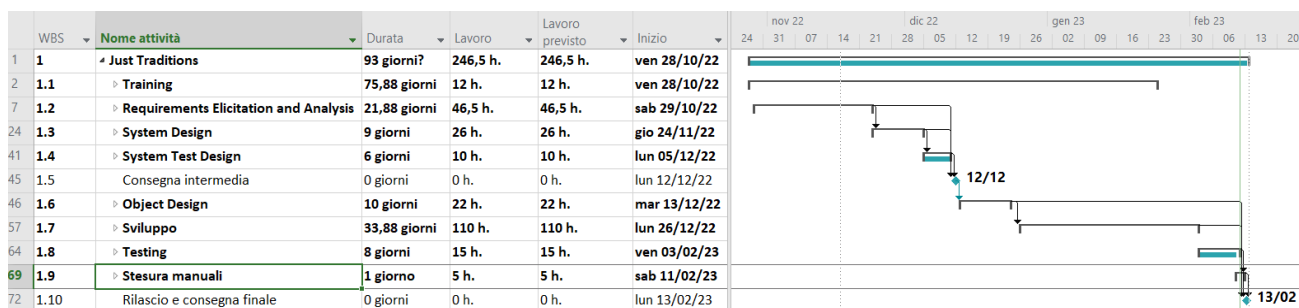 nov 22 dic 22 gen 23 feb 23
WBS Nome attività Durata Lavoro Lavoro previsto Inizio 24 31 07 14 21 28 05 12 19 26 02 09 16 23 30 06 13 20
1 1 Just Traditions 93 giorni? 246,5 h. 246,5 h. ven 28/10/22
2 1.1 Training 75,88 giorni 12 h. 12 h. ven 28/10/22
7 1.2 Requirements Elicitation and Analysis 21,88 giorni 46,5 h. 46,5 h. sab 29/10/22
24 1.3 System Design 9 giorni 26 h. 26 h. gio 24/11/22
41 1.4 System Test Design 6 giorni 10 h. 10 h. lun 05/12/22
45 1.5 Consegna intermedia 0 giorni 0 h. 0 h. lun 12/12/22 12/12
46 1.6 Object Design 10 giorni 22 h. 22 h. mar 13/12/22
57 1.7 Sviluppo 33,88 giorni 110 h. 110 h. lun 26/12/22
64 1.8 Testing 8 giorni 15 h. 15 h. ven 03/02/23
69 1.9 Stesura manuali 1 giorno 5 h. 5 h. sab 11/02/23
72 1.10 Rilascio e consegna finale 0 giorni 0 h. 0 h. lun 13/02/23 13/02